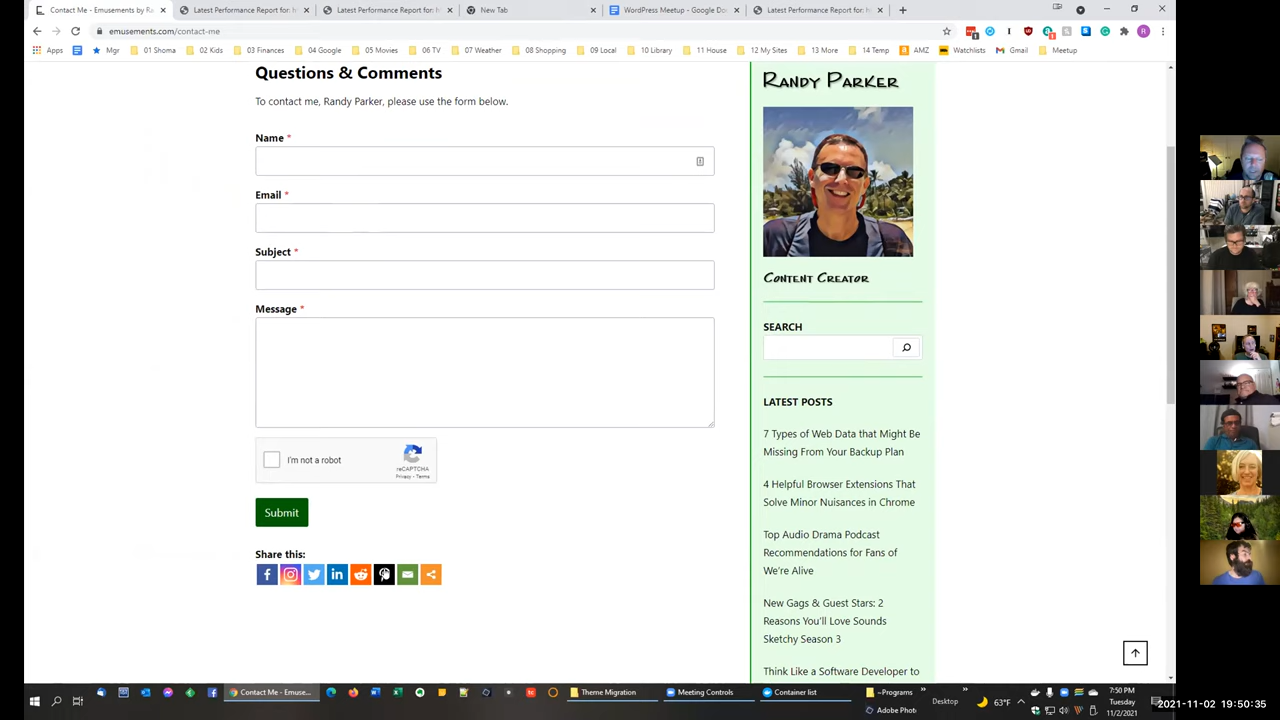 Contact Me - Emusements by Ra
Latest Performance Report for: h
Latest Performance Report for: h
New Tab
WordPress Meetup - Google Do
Latest Performance Report for: h
emusements.com/contact-me
Apps
Mgr
01 Shoma
02 Kids
03 Finances
04 Google
05 Movies
06 TV
07 Weather
08 Shopping
09 Local
10 Library
11 House
12 My Sites
13 More
14 Temp
AMZ
Watchlists
Gmail
Meetup
Questions & Comments
To contact me, Randy Parker, please use the form below.
Name *
Email *
Subject *
Message *
I'm not a robot
reCAPTCHA
Privacy - Terms
Submit
Share this:
Randy Parker
Content Creator
SEARCH
LATEST POSTS
7 Types of Web Data that Might Be
Missing From Your Backup Plan
4 Helpful Browser Extensions That
Solve Minor Nuisances in Chrome
Top Audio Drama Podcast
Recommendations for Fans of
We're Alive
New Gags & Guest Stars: 2
Reasons You'll Love Sounds
Sketchy Season 3
Think Like a Software Developer to
Contact Me - Emuse...
Theme Migration
Meeting Controls
Container list
~Programs
Adobe Phot
Desktop
63°F
7:50 PM
Tuesday
11/2/2021
2021-11-02 19:50:35